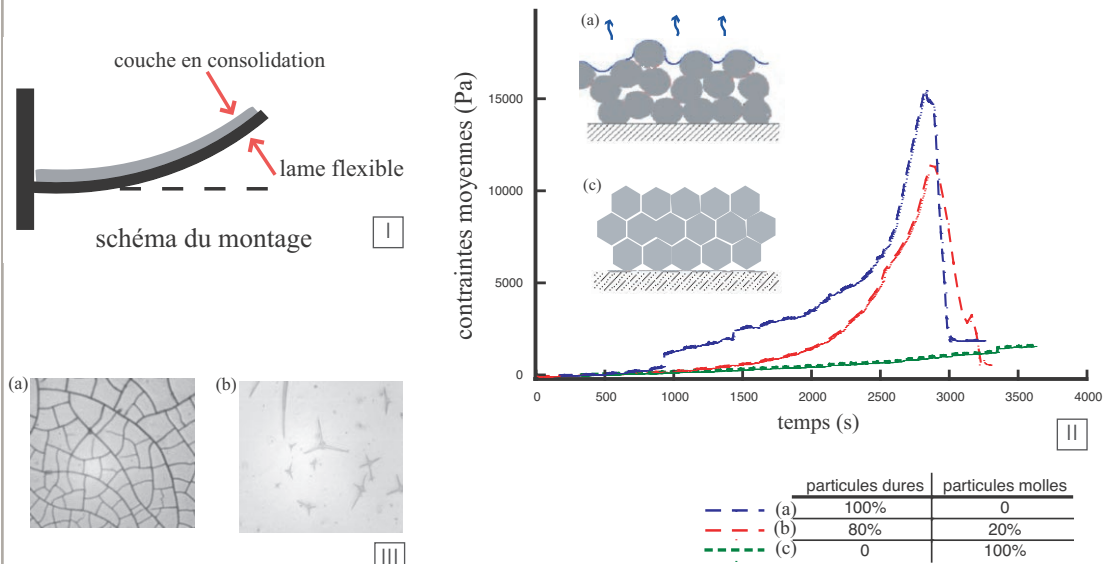 couche en consolidation
lame flexible
schéma du montage
I
(a)
(b)
III
contraintes moyennes (Pa)
15000
10000
5000
0
(a)
(c)
0 500 1000 1500 2000 2500 3000 3500 4000
temps (s)
II
particules dures particules molles
(a) 100% 0
(b) 80% 20%
(c) 0 100%